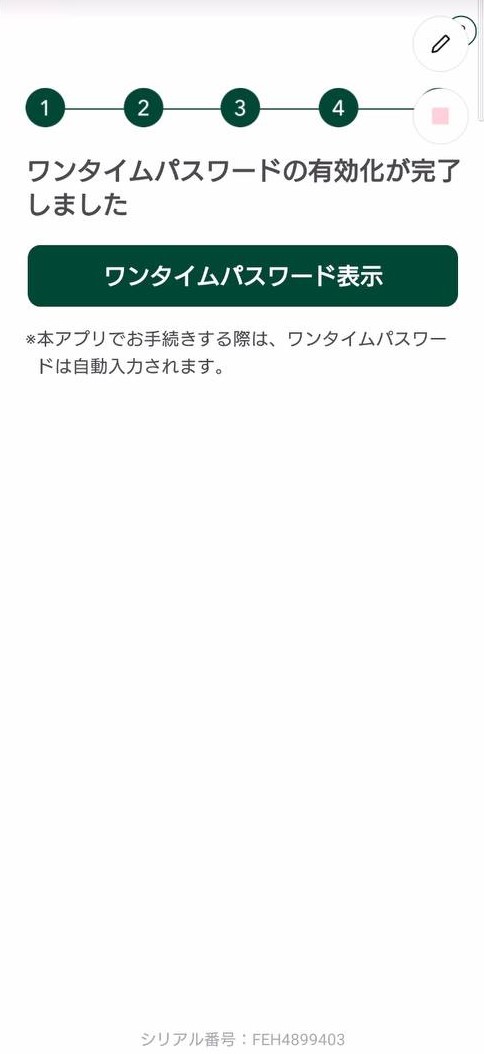 1 2 3 4
ワンタイムパスワードの有効化が完了
しました
ワンタイムパスワード表示
※本アプリでお手続きする際は、ワンタイムパスワー
ドは自動入力されます。
シリアル番号：FEH4899403